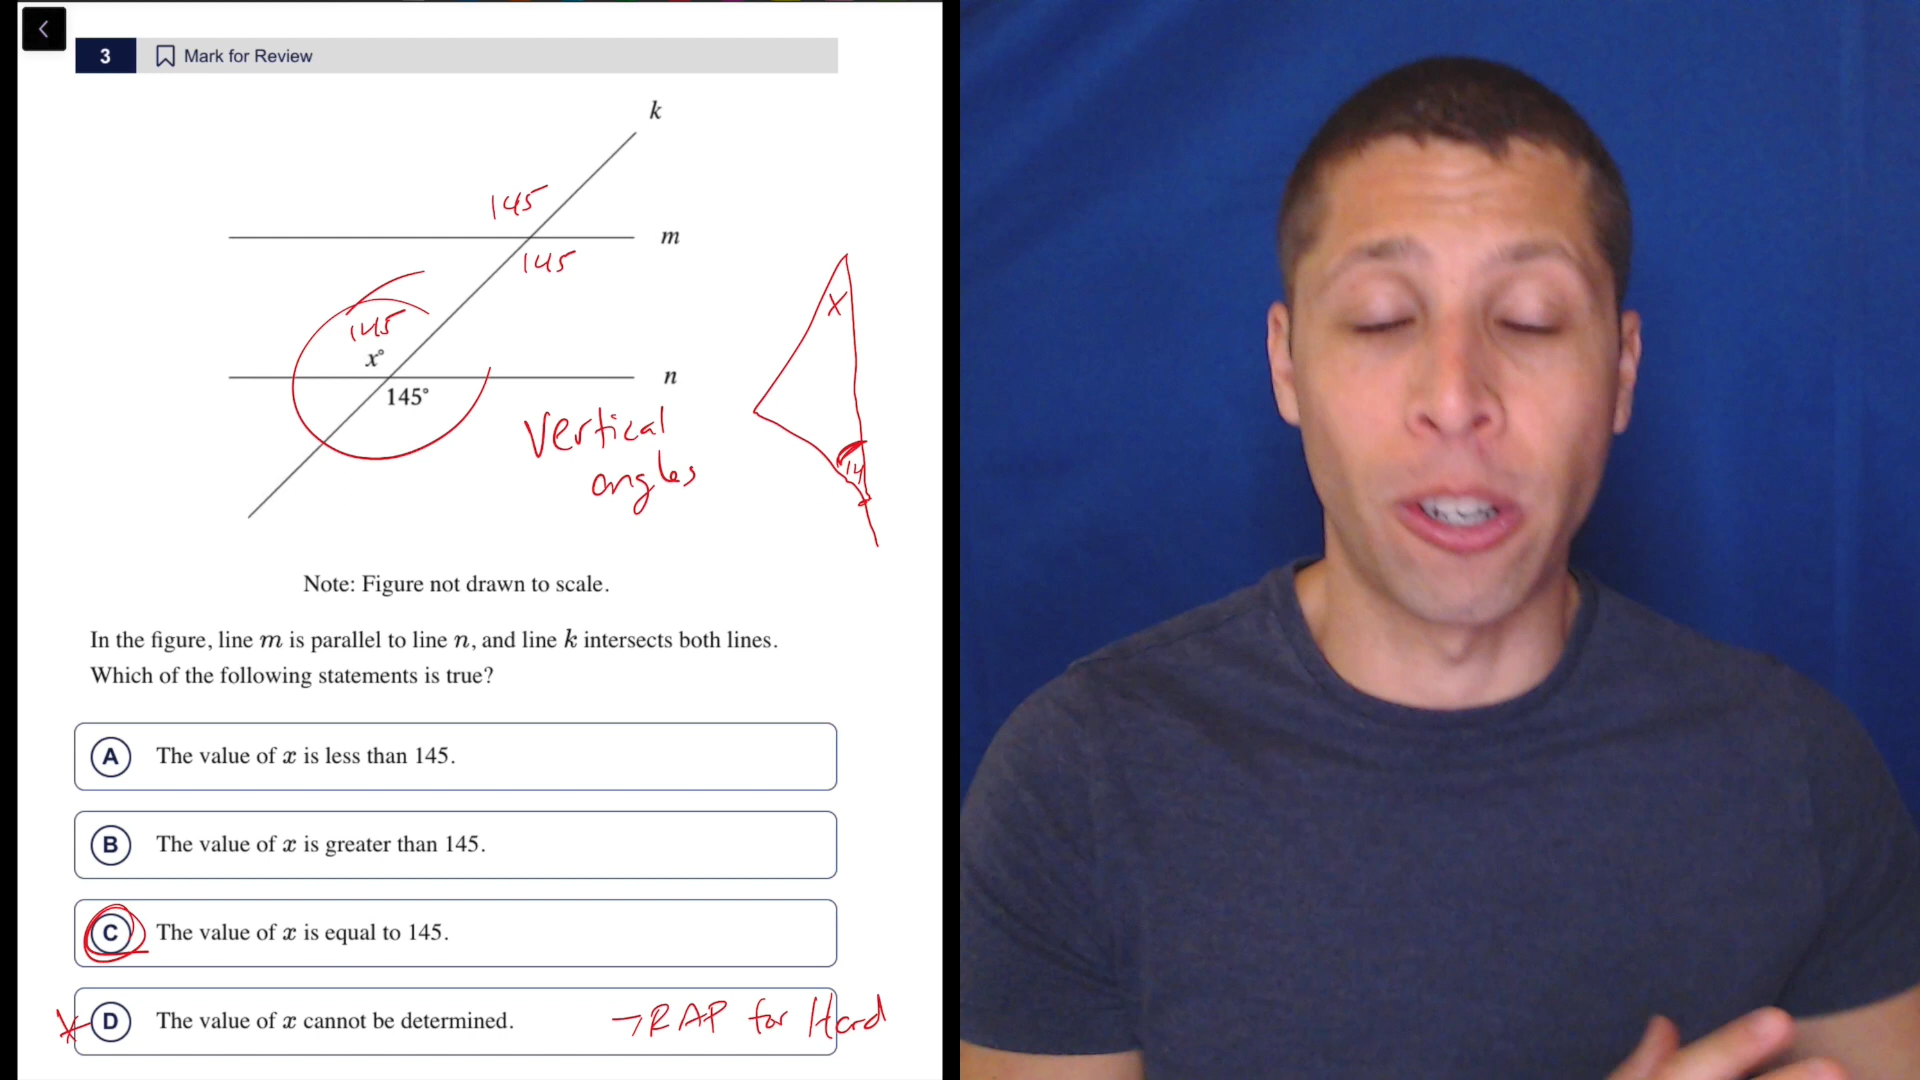 3 Mark for Review
k
145
m
145
145
x°
n
145°
Vertical
angles
X
14
Note: Figure not drawn to scale.
In the figure, line m is parallel to line n, and line k intersects both lines.
Which of the following statements is true?
A The value of x is less than 145.
B The value of x is greater than 145.
C The value of x is equal to 145.
D The value of x cannot be determined. → RAP for Hard